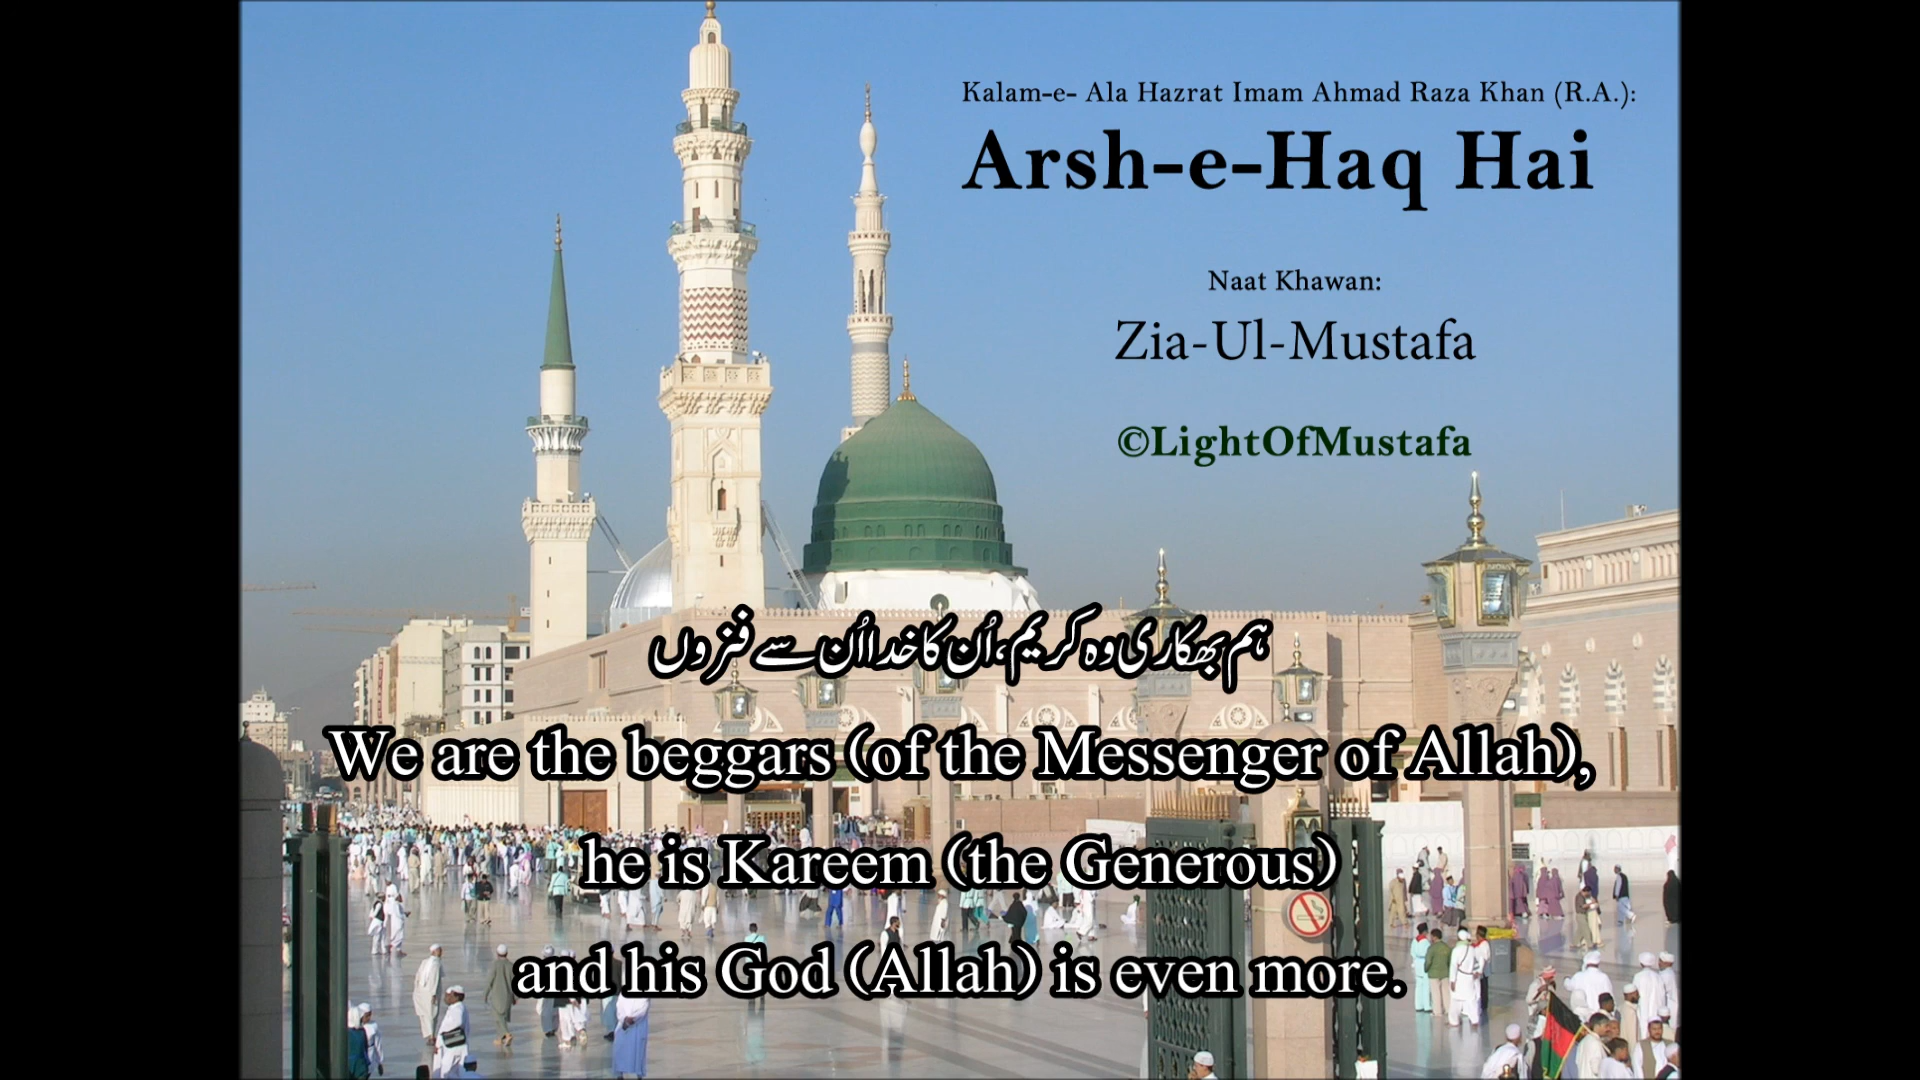 Kalam-e- Ala Hazrat Imam Ahmad Raza Khan (R.A.):
Arsh-e-Haq Hai
Naat Khawan:
Zia-Ul-Mustafa
©LightOfMustafa
ہم بھکاری وہ کریم، اُن کا خدا اُن سے فزوں
We are the beggars (of the Messenger of Allah),
he is Kareem (the Generous)
and his God (Allah) is even more.